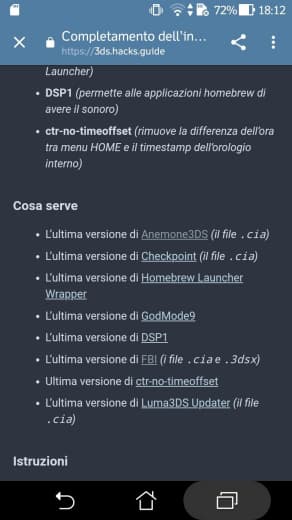 72% 18:12
Completamento dell'in...
https://3ds.hacks.guide
Launcher)
• DSP1 (permette alle applicazioni homebrew di
avere il sonoro)
• ctr-no-timeoffset (rimuove la differenza dell'ora
tra menu HOME e il timestamp dell'orologio
interno)
Cosa serve
• L'ultima versione di Anemone3DS (il file .cia)
• L'ultima versione di Checkpoint (il file .cia)
• L'ultima versione di Homebrew Launcher
Wrapper
• L'ultima versione di GodMode9
• L'ultima versione di DSP1
• L'ultima versione di FBI (i file .cia e .3dsx)
• Ultima versione di ctr-no-timeoffset
• L'ultima versione di Luma3DS Updater (il file
.cia)
Istruzioni